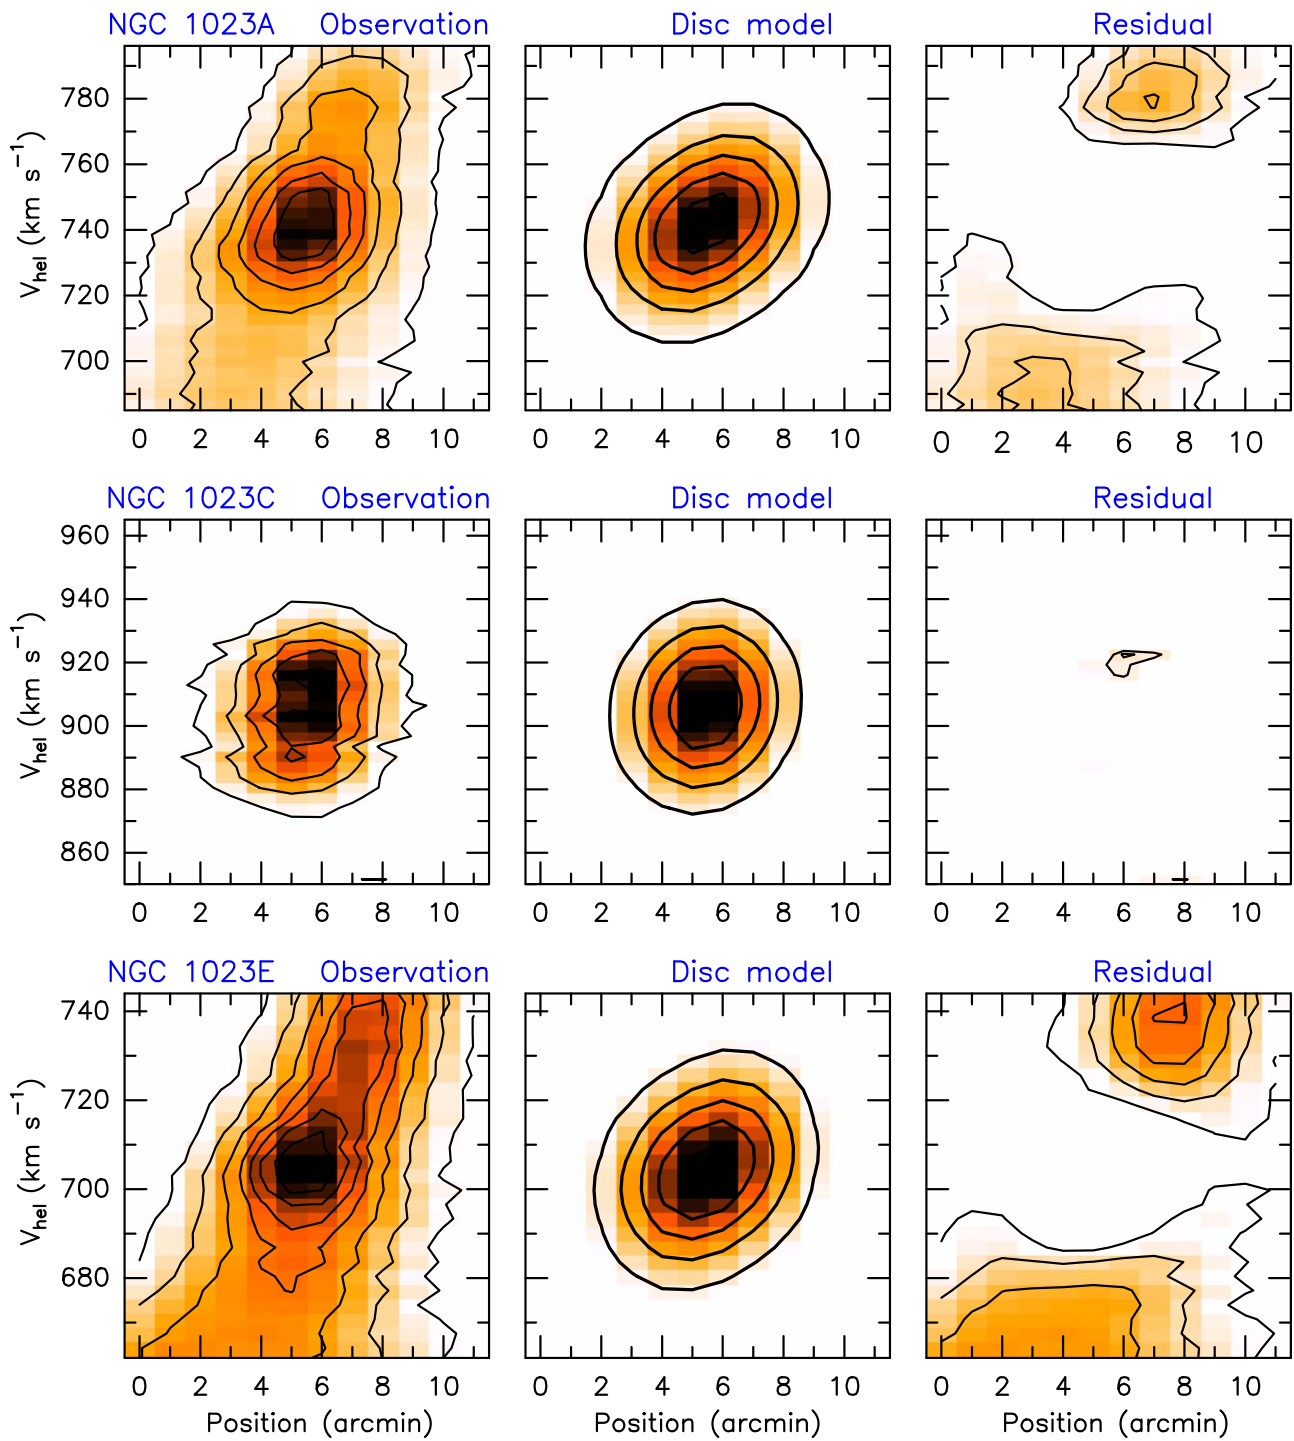 NGC 1023A Observation Disc model Residual
780
760
740
720
700
V_hel (km s⁻¹)
0 2 4 6 8 10 0 2 4 6 8 10 0 2 4 6 8 10
NGC 1023C Observation Disc model Residual
960
940
920
900
880
860
V_hel (km s⁻¹)
0 2 4 6 8 10 0 2 4 6 8 10 0 2 4 6 8 10
NGC 1023E Observation Disc model Residual
740
720
700
680
V_hel (km s⁻¹)
0 2 4 6 8 10 0 2 4 6 8 10 0 2 4 6 8 10
Position (arcmin) Position (arcmin) Position (arcmin)